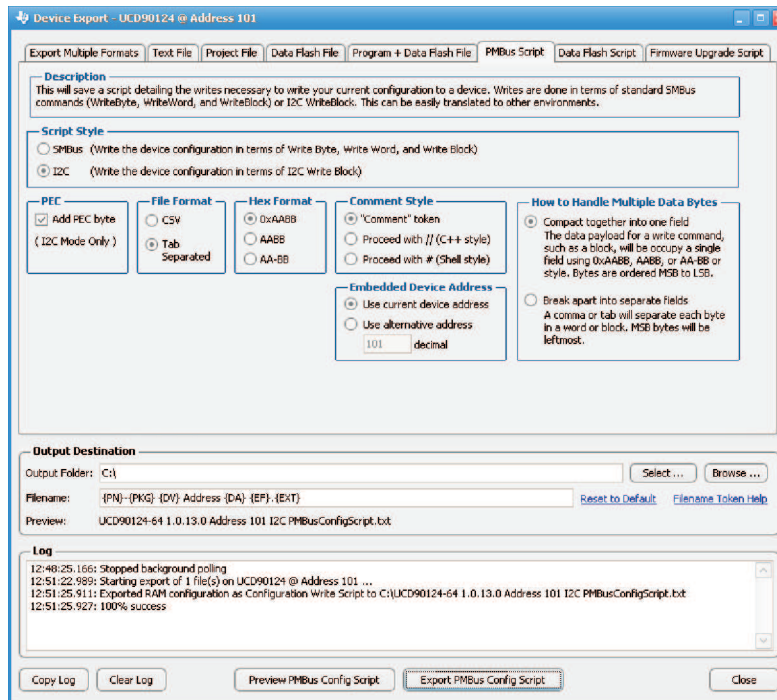 Device Export - UCD90124 @ Address 101
Export Multiple Formats Text File Project File Data Flash File Program + Data Flash File PMBus Script Data Flash Script Firmware Upgrade Script
Description
This will save a script detailing the writes necessary to write your current configuration to a device. Writes are done in terms of standard SMBus
commands (WriteByte, WriteWord, and WriteBlock) or I2C WriteBlock. This can be easily translated to other environments.
Script Style
SMBus (Write the device configuration in terms of Write Byte, Write Word, and Write Block)
I2C (Write the device configuration in terms of I2C Write Block)
PEC
Add PEC byte
( I2C Mode Only )
File Format
CSV
Tab
Separated
Hex Format
0xAABB
AABB
AA-BB
Comment Style
"Comment" token
Proceed with // (C++ style)
Proceed with # (Shell style)
Embedded Device Address
Use current device address
Use alternative address
101 decimal
How to Handle Multiple Data Bytes
Compact together into one field
The data payload for a write command,
such as a block, will be occupy a single
field using 0xAABB, AABB, or AA-BB or
style. Bytes are ordered MSB to LSB.
Break apart into separate fields
A comma or tab will separate each byte
in a word or block. MSB bytes will be
leftmost.
Output Destination
Output Folder: C:\ Select ... Browse ...
Filename: {PN}-{PKG} {DV} Address {DA} {EF}.{EXT} Reset to Default Filename Token Help
Preview: UCD90124-64 1.0.13.0 Address 101 I2C PMBusConfigScript.txt
Log
12:48:25.166: Stopped background polling
12:51:22.989: Starting export of 1 file(s) on UCD90124 @ Address 101 ...
12:51:25.911: Exported RAM configuration as Configuration Write Script to C:\UCD90124-64 1.0.13.0 Address 101 I2C PMBusConfigScript.txt
12:51:25.927: 100% success
Copy Log Clear Log Preview PMBus Config Script Export PMBus Config Script Close